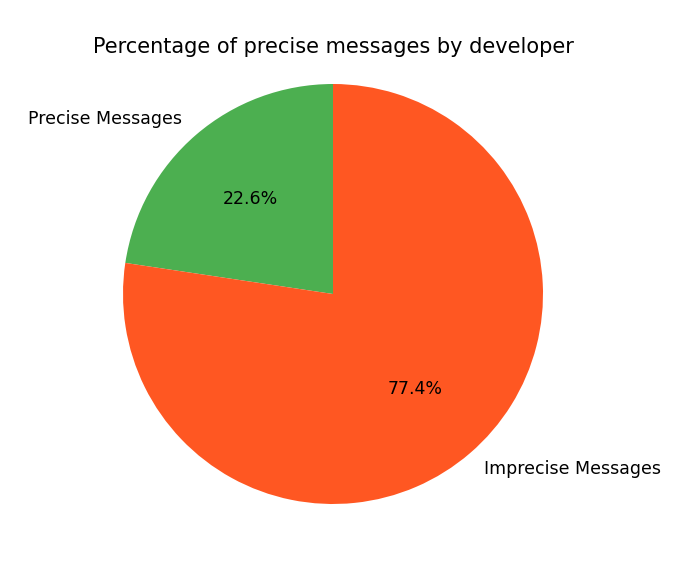 Percentage of precise messages by developer
Precise Messages
22.6%
77.4%
Imprecise Messages